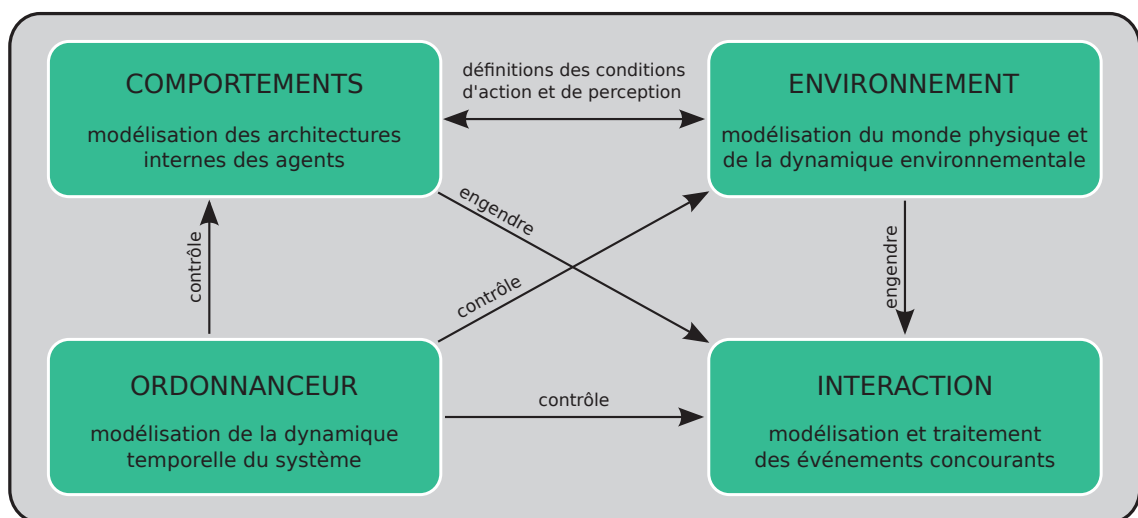 COMPORTEMENTS
modélisation des architectures
internes des agents
définitions des conditions
d'action et de perception
ENVIRONNEMENT
modélisation du monde physique et
de la dynamique environnementale
contrôle
engendre
contrôle
engendre
ORDONNANCEUR
modélisation de la dynamique
temporelle du système
contrôle
INTERACTION
modélisation et traitement
des événements concourants